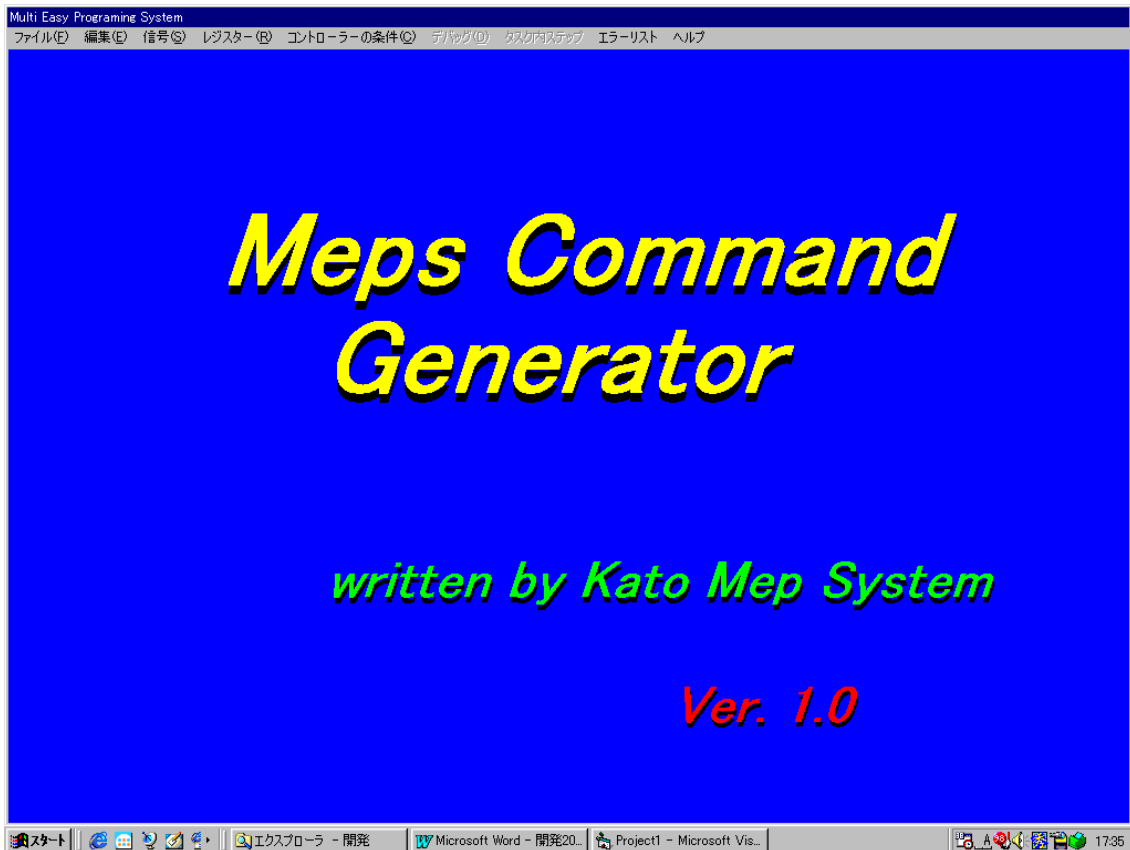 Multi Easy Programing System
ファイル(F) 編集(E) 信号(S) レジスター(R) コントローラーの条件(C) デバッグ(D) タスク内ステップ エラーリスト ヘルプ
Meps Command
Generator
written by Kato Mep System
Ver. 1.0
スタート エクスプローラ - 開発 Microsoft Word - 開発20... Project1 - Microsoft Vis... A 17:35